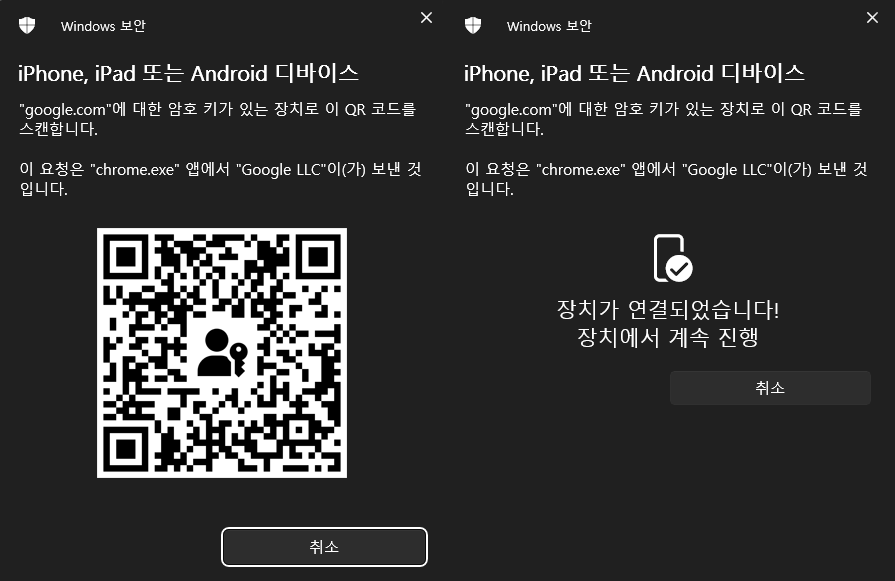 Windows 보안
iPhone, iPad 또는 Android 디바이스
"google.com"에 대한 암호 키가 있는 장치로 이 QR 코드를
스캔합니다.
이 요청은 "chrome.exe" 앱에서 "Google LLC"이(가) 보낸 것
입니다.
취소
Windows 보안
iPhone, iPad 또는 Android 디바이스
"google.com"에 대한 암호 키가 있는 장치로 이 QR 코드를
스캔합니다.
이 요청은 "chrome.exe" 앱에서 "Google LLC"이(가) 보낸 것
입니다.
장치가 연결되었습니다!
장치에서 계속 진행
취소